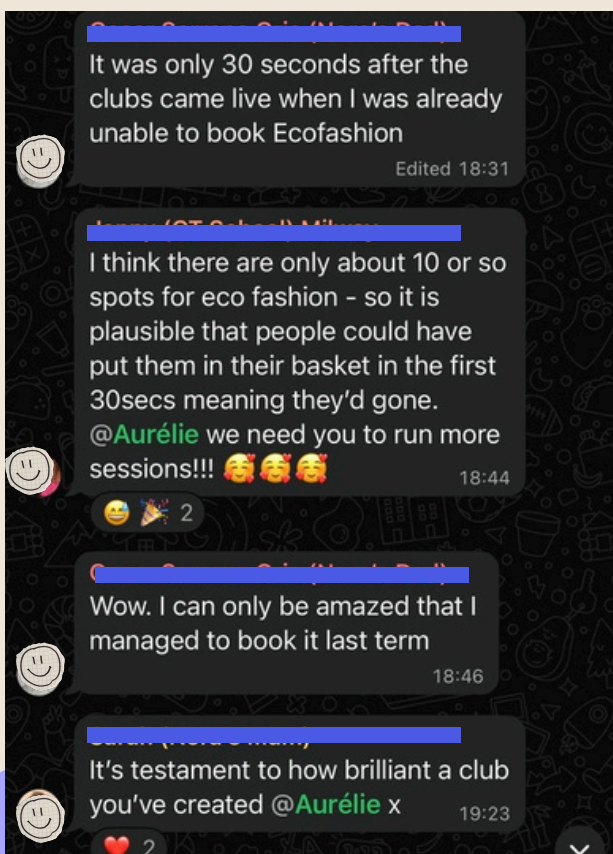 It was only 30 seconds after the
clubs came live when I was already
unable to book Ecofashion
Edited 18:31
I think there are only about 10 or so
spots for eco fashion - so it is
plausible that people could have
put them in their basket in the first
30secs meaning they'd gone.
@Aurélie we need you to run more
sessions!!! 🥰🥰🥰
18:44
😅 🎉 2
Wow. I can only be amazed that I
managed to book it last term
18:46
It's testament to how brilliant a club
you've created @Aurélie x
19:23
❤️ 2